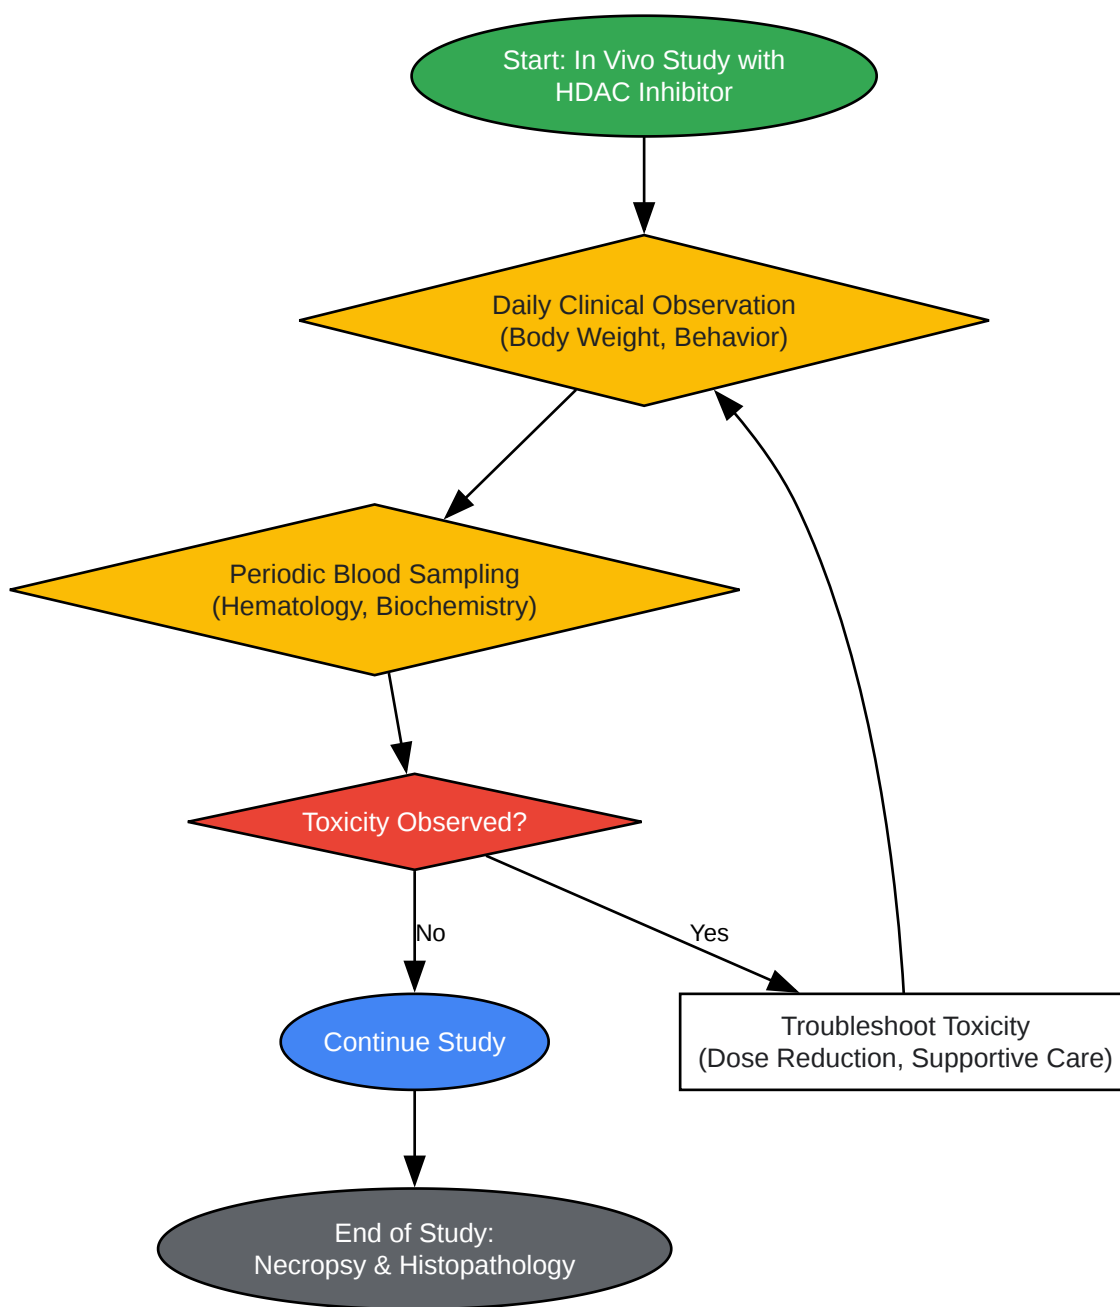 Start: In Vivo Study with
HDAC Inhibitor
Daily Clinical Observation
(Body Weight, Behavior)
Periodic Blood Sampling
(Hematology, Biochemistry)
Toxicity Observed?
No
Yes
Continue Study
Troubleshoot Toxicity
(Dose Reduction, Supportive Care)
End of Study:
Necropsy & Histopathology